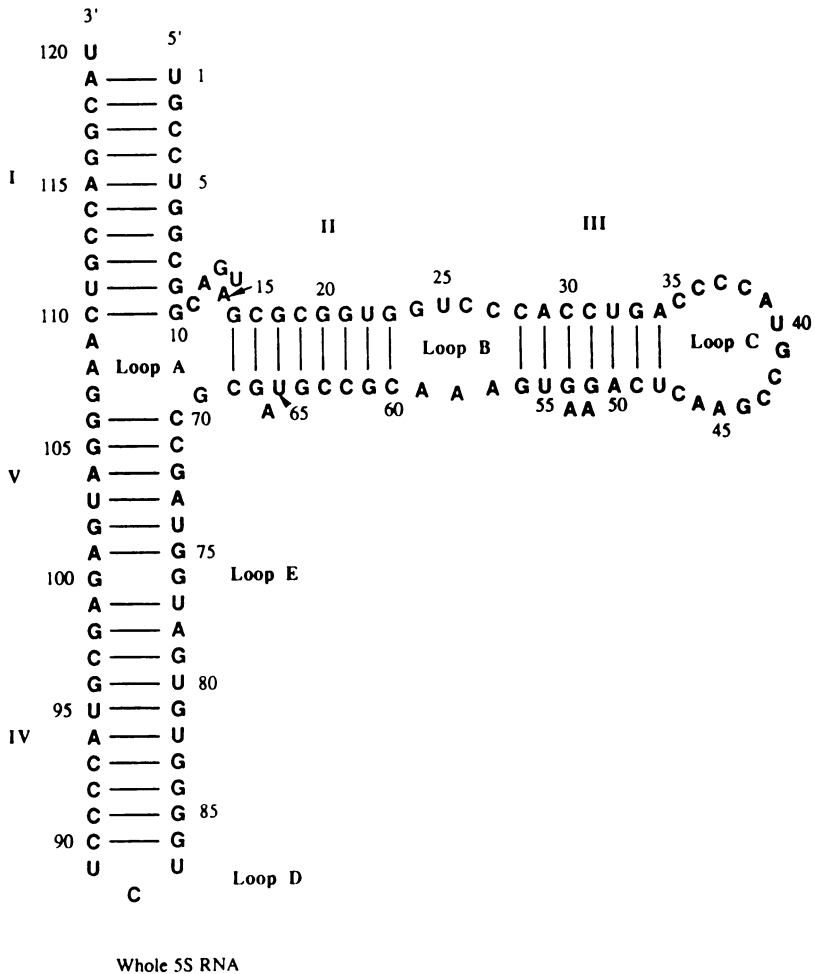 3'
5'
120 U
A U 1
C G
G C
G C
I 115 A U 5
II III
C G
C G
G C
U G
110 C G
10
C A G U A
15 20 25 30 35 40
G C G C G G U G G U C C C A C C U G A C C C C A U G C C
Loop A Loop B Loop C
G A U C A A G C
45
C G A U G C C G C A A A G U G G A C U
70 A 65 60 55 A A 50
A
A
G
G C
105 G C
V A G
U A
G U
A G 75
100 G G Loop E
A U
G A
C G
G U 80
95 U G
IV A U
C G
C G
C G 85
90 C G
U U
C
Loop D
Whole 5S RNA